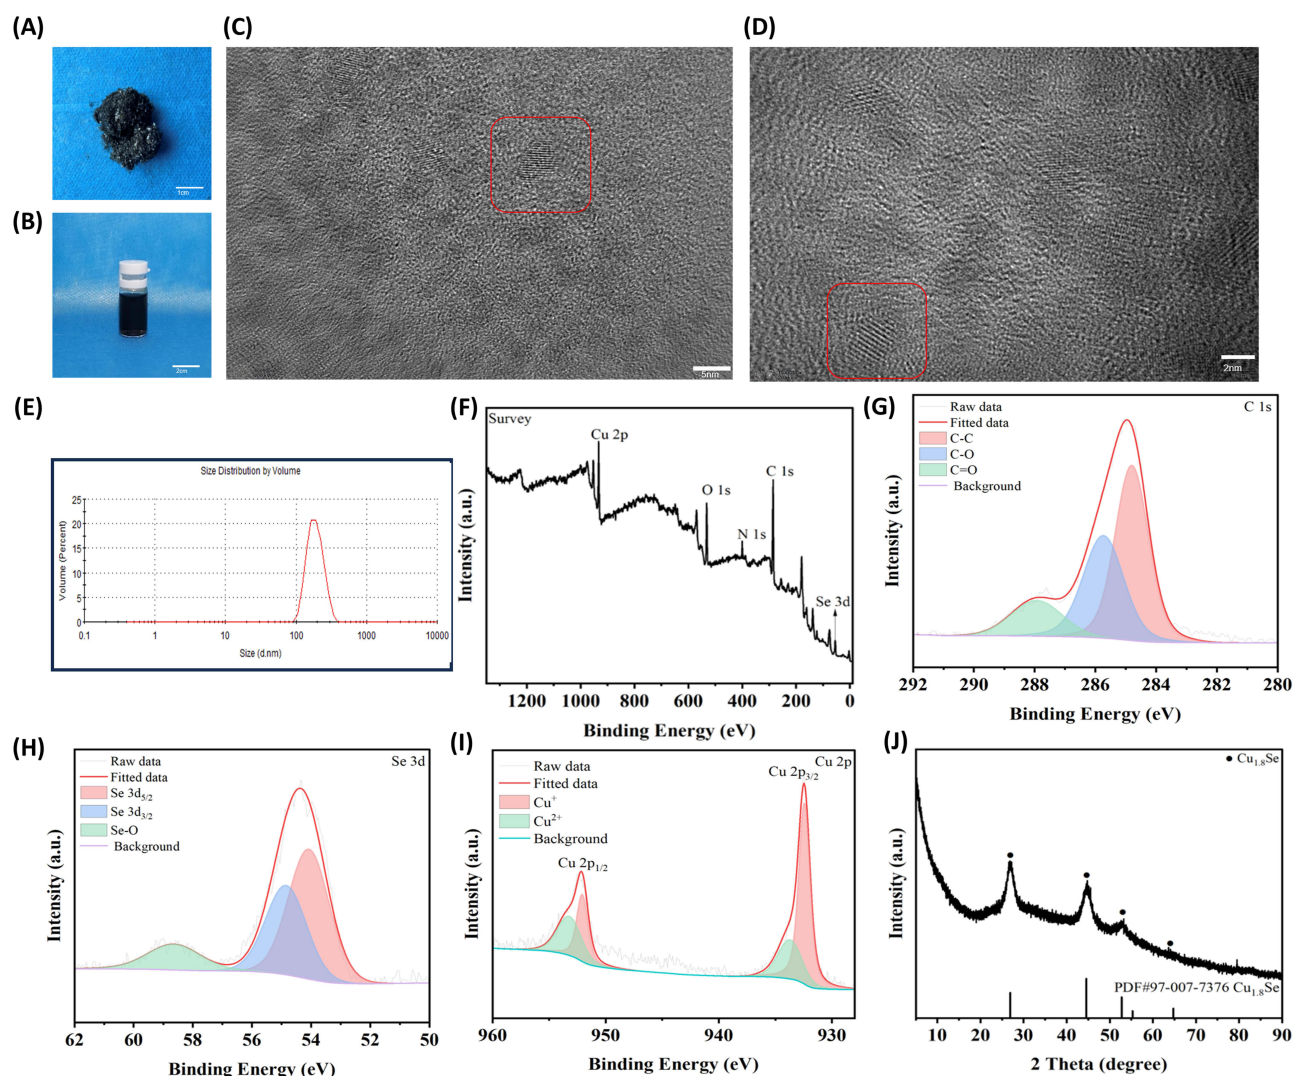 (A)
1cm
(B)
2cm
(C)
5nm
(D)
2nm
(E)
Size Distribution by Volume
Volume (Percent)
25
20
15
10
5
0
0.1 1 10 100 1000 10000
Size (d.nm)
(F)
Survey
Cu 2p
O 1s
N 1s
C 1s
Se 3d
Intensity (a.u.)
1200 1000 800 600 400 200 0
Binding Energy (eV)
(G)
C 1s
Raw data
Fitted data
C-C
C-O
C=O
Background
Intensity (a.u.)
292 290 288 286 284 282 280
Binding Energy (eV)
(H)
Se 3d
Raw data
Fitted data
Se 3d5/2
Se 3d3/2
Se-O
Background
Intensity (a.u.)
62 60 58 56 54 52 50
Binding Energy (eV)
(I)
Cu 2p
Raw data
Fitted data
Cu+
Cu2+
Background
Cu 2p3/2
Cu 2p1/2
Intensity (a.u.)
960 950 940 930
Binding Energy (eV)
(J)
• Cu1.8Se
PDF#97-007-7376 Cu1.8Se
Intensity (a.u.)
10 20 30 40 50 60 70 80 90
2 Theta (degree)